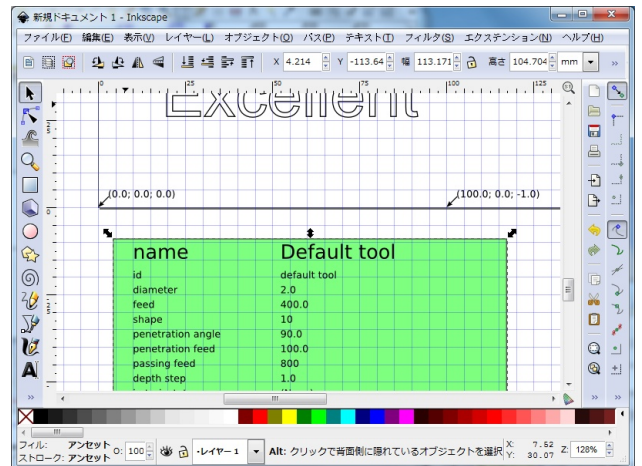 新規ドキュメント 1 - Inkscape
ファイル(F) 編集(E) 表示(V) レイヤー(L) オブジェクト(O) パス(P) テキスト(T) フィルタ(S) エクステンション(N) ヘルプ(H)
X 4.214 Y -113.64 幅 113.171 高さ 104.704 mm
0 25 50 75 100 125
Excellent
(0.0; 0.0; 0.0) (100.0; 0.0; -1.0)
name Default tool
id default tool
diameter 2.0
feed 400.0
shape 10
penetration angle 90.0
penetration feed 100.0
passing feed 800
depth step 1.0
フィル: アンセット O: 100 レイヤー 1 Alt: クリックで背面側に隠れているオブジェクトを選択 X: 7.52 Z: 128%
ストローク: アンセット Y: 30.07